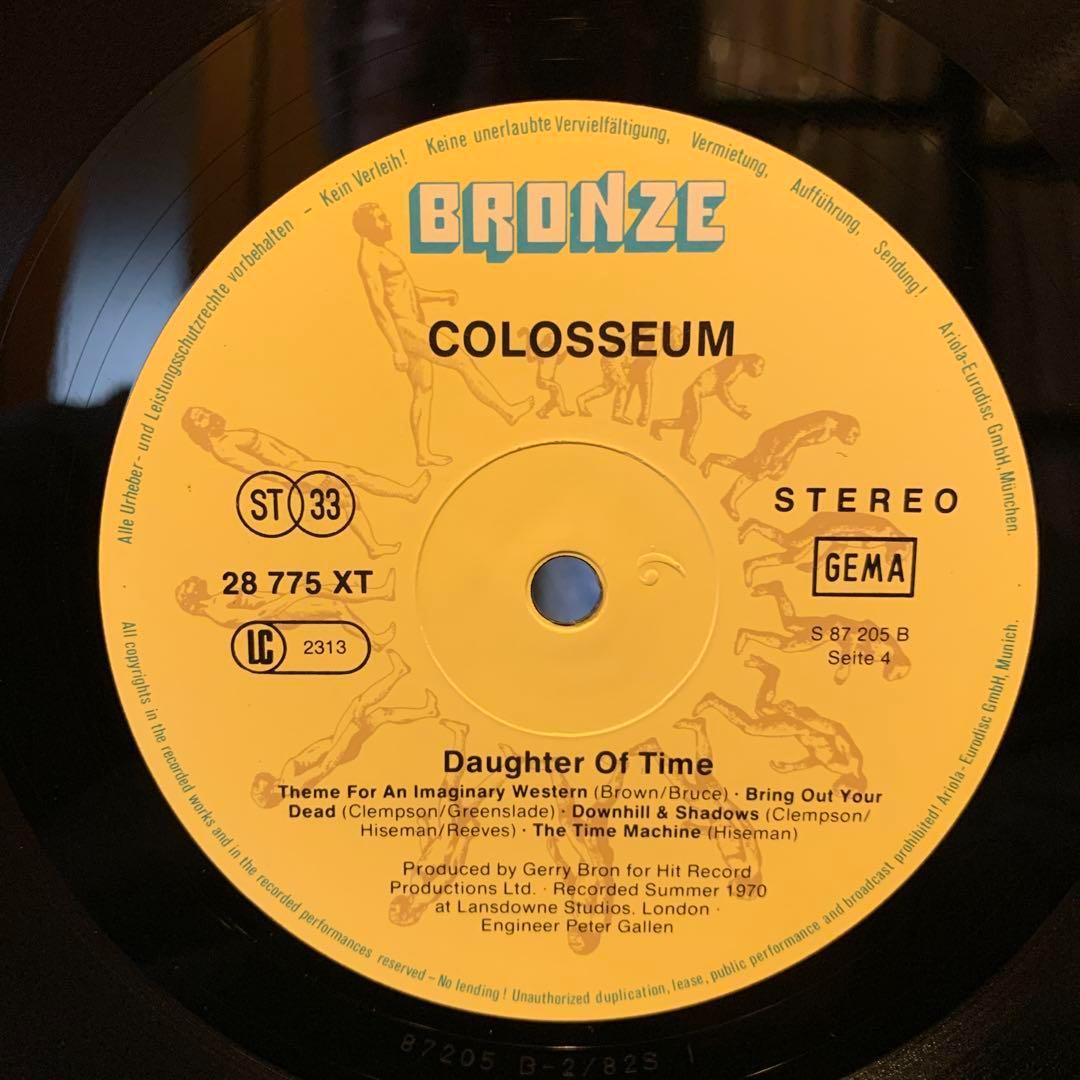 Alle Urheber- und Leistungsschutzrechte vorbehalten – Kein Verleih! Keine unerlaubte Vervielfältigung, Vermietung, Aufführung, Sendung! Ariola-Eurodisc GmbH, München.
BRONZE
COLOSSEUM
ST 33
STEREO
28 775 XT
GEMA
LC 2313
S 87 205 B
Seite 4
Daughter Of Time
Theme For An Imaginary Western (Brown/Bruce) · Bring Out Your
Dead (Clempson/Greenslade) · Downhill & Shadows (Clempson/
Hiseman/Reeves) · The Time Machine (Hiseman)
Produced by Gerry Bron for Hit Record
Productions Ltd. · Recorded Summer 1970
at Lansdowne Studios. London ·
Engineer Peter Gallen
All copyrights in the recorded works and in the recorded performances reserved – No lending! Unauthorized duplication, lease, public performance and broadcast prohibited! Ariola-Eurodisc GmbH, Munich.
87205 B-2/82S 1